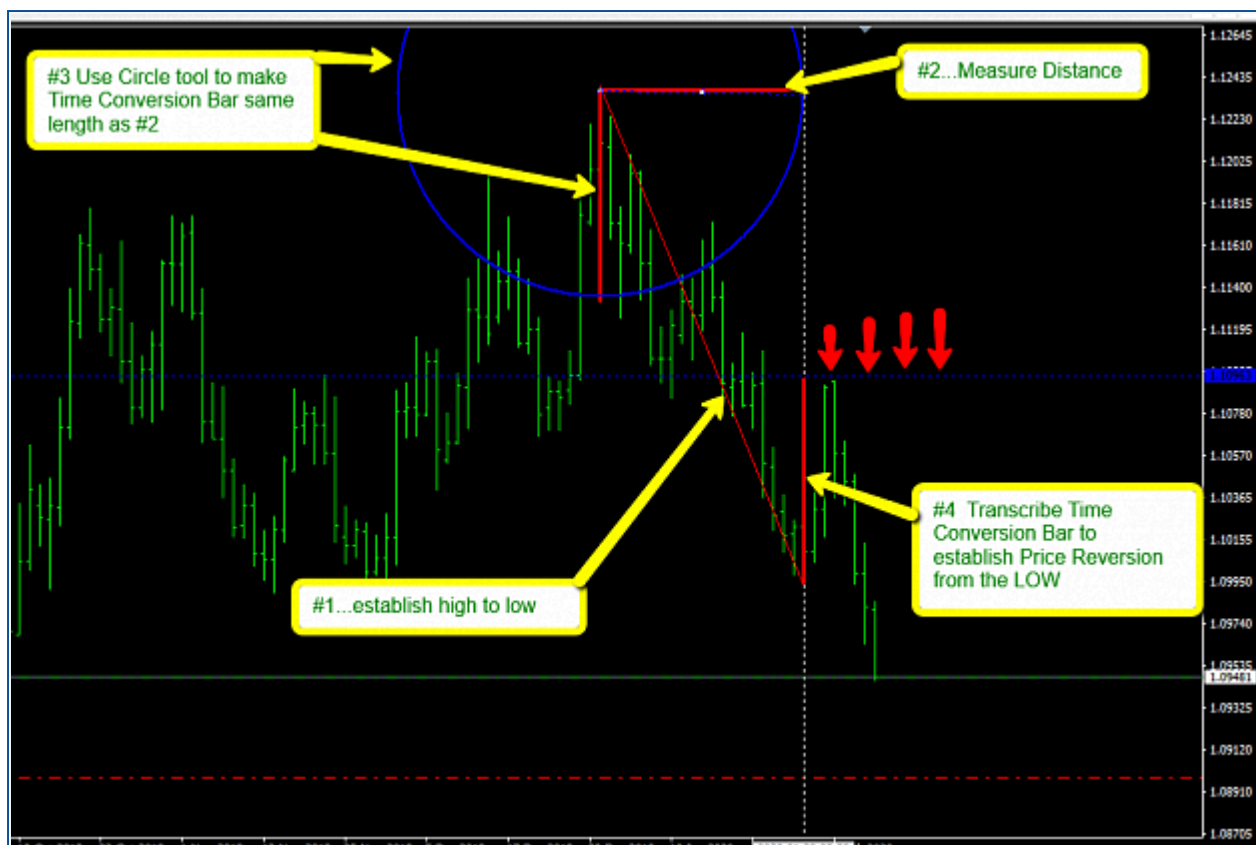 #3 Use Circle tool to make
Time Conversion Bar same
length as #2
#2...Measure Distance
#1...establish high to low
#4 Transcribe Time
Conversion Bar to
establish Price Reversion
from the LOW
1.12645
1.12435
1.12230
1.12025
1.11815
1.11610
1.11400
1.11195
1.10780
1.10570
1.10365
1.10155
1.09950
1.09740
1.09535
1.09481
1.09325
1.09120
1.08910
1.08705